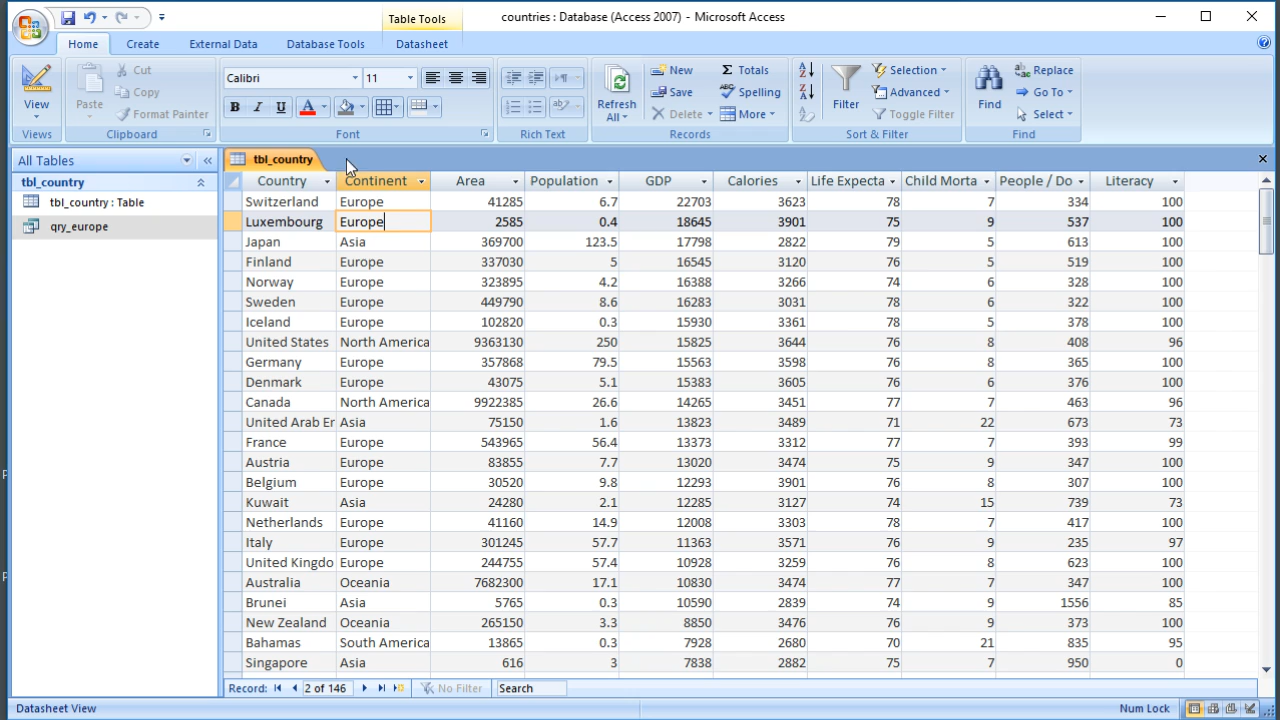 countries : Database (Access 2007) - Microsoft Access
Table Tools
Home Create External Data Database Tools Datasheet
View
Views
Paste
Cut
Copy
Format Painter
Clipboard
Calibri 11
B I U A
Font
Rich Text
Refresh All
New
Save
Delete
Totals
Spelling
More
Records
Filter
Selection
Advanced
Toggle Filter
Sort & Filter
Find
Replace
Go To
Select
Find
All Tables
tbl_country
tbl_country : Table
qry_europe
tbl_country
Country Continent Area Population GDP Calories Life Expecta Child Morta People / Do Literacy
Switzerland Europe 41285 6.7 22703 3623 78 7 334 100
Luxembourg Europe 2585 0.4 18645 3901 75 9 537 100
Japan Asia 369700 123.5 17798 2822 79 5 613 100
Finland Europe 337030 5 16545 3120 76 5 519 100
Norway Europe 323895 4.2 16388 3266 74 6 328 100
Sweden Europe 449790 8.6 16283 3031 78 6 322 100
Iceland Europe 102820 0.3 15930 3361 78 5 378 100
United States North America 9363130 250 15825 3644 76 8 408 96
Germany Europe 357868 79.5 15563 3598 76 8 365 100
Denmark Europe 43075 5.1 15383 3605 76 6 376 100
Canada North America 9922385 26.6 14265 3451 77 7 463 96
United Arab Er Asia 75150 1.6 13823 3489 71 22 673 73
France Europe 543965 56.4 13373 3312 77 7 393 99
Austria Europe 83855 7.7 13020 3474 75 9 347 100
Belgium Europe 30520 9.8 12293 3901 76 8 307 100
Kuwait Asia 24280 2.1 12285 3127 74 15 739 73
Netherlands Europe 41160 14.9 12008 3303 78 7 417 100
Italy Europe 301245 57.7 11363 3571 76 9 235 97
United Kingdo Europe 244755 57.4 10928 3259 76 8 623 100
Australia Oceania 7682300 17.1 10830 3474 77 7 347 100
Brunei Asia 5765 0.3 10590 2839 74 9 1556 85
New Zealand Oceania 265150 3.3 8850 3476 76 9 373 100
Bahamas South America 13865 0.3 7928 2680 70 21 835 95
Singapore Asia 616 3 7838 2882 75 7 950 0
Record: 2 of 146 No Filter Search
Datasheet View
Num Lock